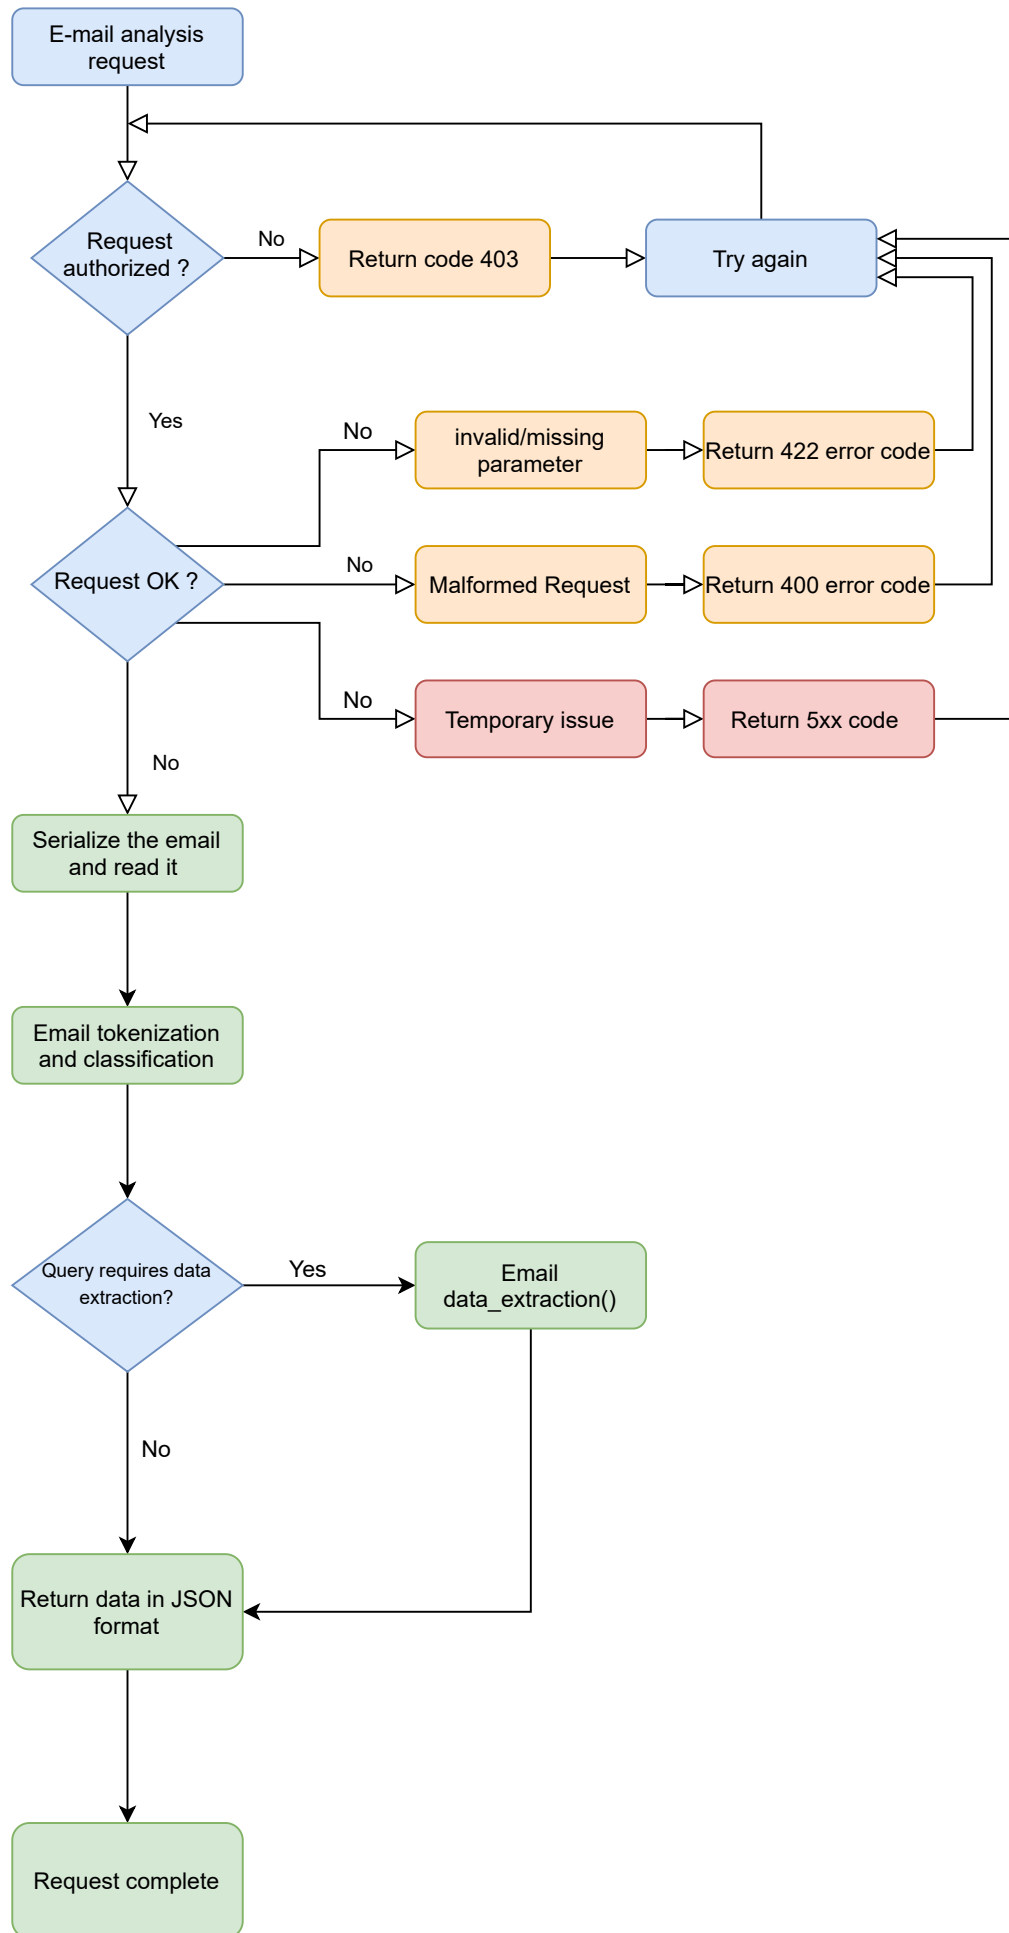 E-mail analysis
request
Request
authorized ?
No
Return code 403
Try again
Yes
No
invalid/missing
parameter
Return 422 error code
Request OK ?
No
Malformed Request
Return 400 error code
No
Temporary issue
Return 5xx code
No
Serialize the email
and read it
Email tokenization
and classification
Query requires data
extraction?
Yes
Email
data_extraction()
No
Return data in JSON
format
Request complete